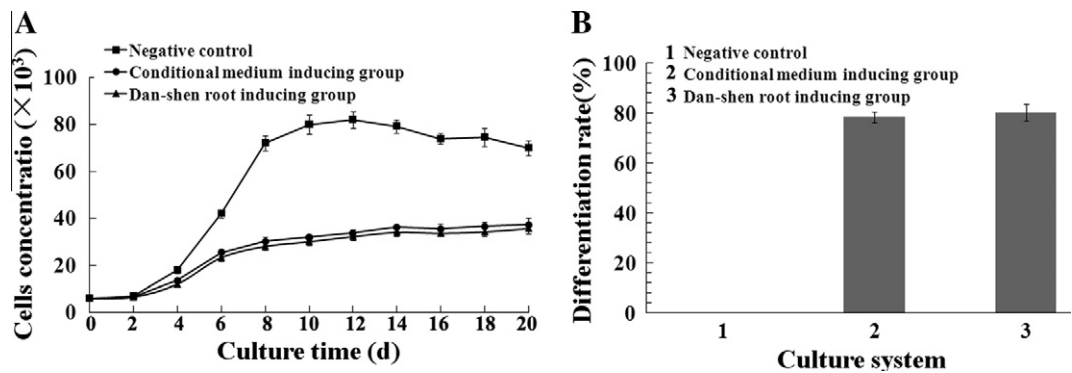 A
Negative control
Conditional medium inducing group
Dan-shen root inducing group
Cells concentratio (×10³)
100
80
60
40
20
0
0 2 4 6 8 10 12 14 16 18 20
Culture time (d)
B
1 Negative control
2 Conditional medium inducing group
3 Dan-shen root inducing group
Differentiation rate(%)
100
80
60
40
20
0
1 2 3
Culture system